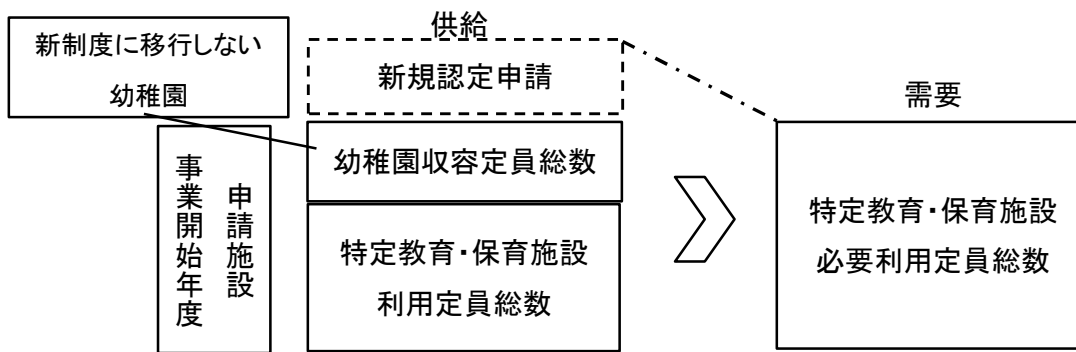 新制度に移行しない
幼稚園
供給
新規認定申請
需要
幼稚園収容定員総数
申請施設
事業開始年度
特定教育・保育施設
利用定員総数
特定教育・保育施設
必要利用定員総数